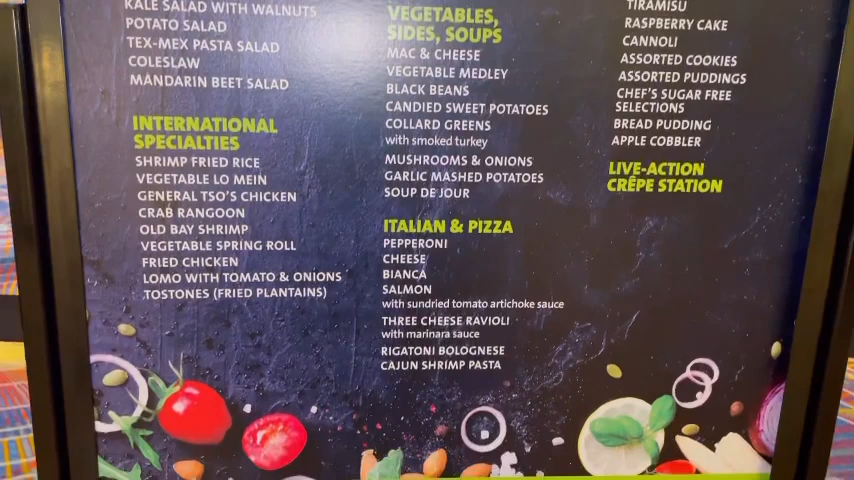 KALE SALAD WITH WALNUTS
POTATO SALAD
TEX-MEX PASTA SALAD
COLESLAW
MANDARIN BEET SALAD
INTERNATIONAL
SPECIALTIES
SHRIMP FRIED RICE
VEGETABLE LO MEIN
GENERAL TSO'S CHICKEN
CRAB RANGOON
OLD BAY SHRIMP
VEGETABLE SPRING ROLL
FRIED CHICKEN
LOMO WITH TOMATO & ONIONS
TOSTONES (FRIED PLANTAINS)
VEGETABLES,
SIDES, SOUPS
MAC & CHEESE
VEGETABLE MEDLEY
BLACK BEANS
CANDIED SWEET POTATOES
COLLARD GREENS
with smoked turkey
MUSHROOMS & ONIONS
GARLIC MASHED POTATOES
SOUP DE JOUR
ITALIAN & PIZZA
PEPPERONI
CHEESE
BIANCA
SALMON
with sundried tomato artichoke sauce
THREE CHEESE RAVIOLI
with marinara sauce
RIGATONI BOLOGNESE
CAJUN SHRIMP PASTA
TIRAMISU
RASPBERRY CAKE
CANNOLI
ASSORTED COOKIES
ASSORTED PUDDINGS
CHEF'S SUGAR FREE
SELECTIONS
BREAD PUDDING
APPLE COBBLER
LIVE-ACTION
CRÊPE STATION